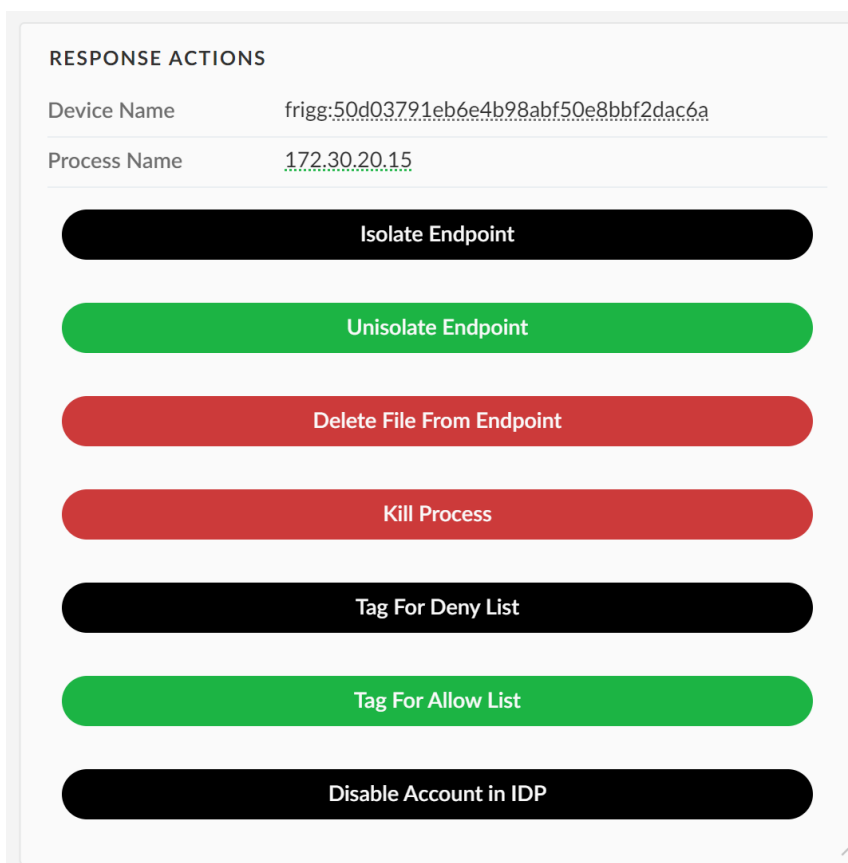 RESPONSE ACTIONS
Device Name frigg:50d03791eb6e4b98abf50e8bbf2dac6a
Process Name 172.30.20.15
Isolate Endpoint
Unisolate Endpoint
Delete File From Endpoint
Kill Process
Tag For Deny List
Tag For Allow List
Disable Account in IDP